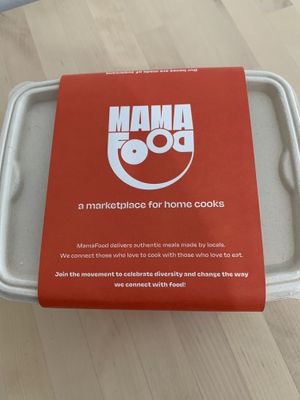 MAMA
FOOD
a marketplace for home cooks
MamaFood delivers authentic meals made by locals.
We connect those who love to cook with those who love to eat.
Join the movement to celebrate diversity and change the way
we connect with food!